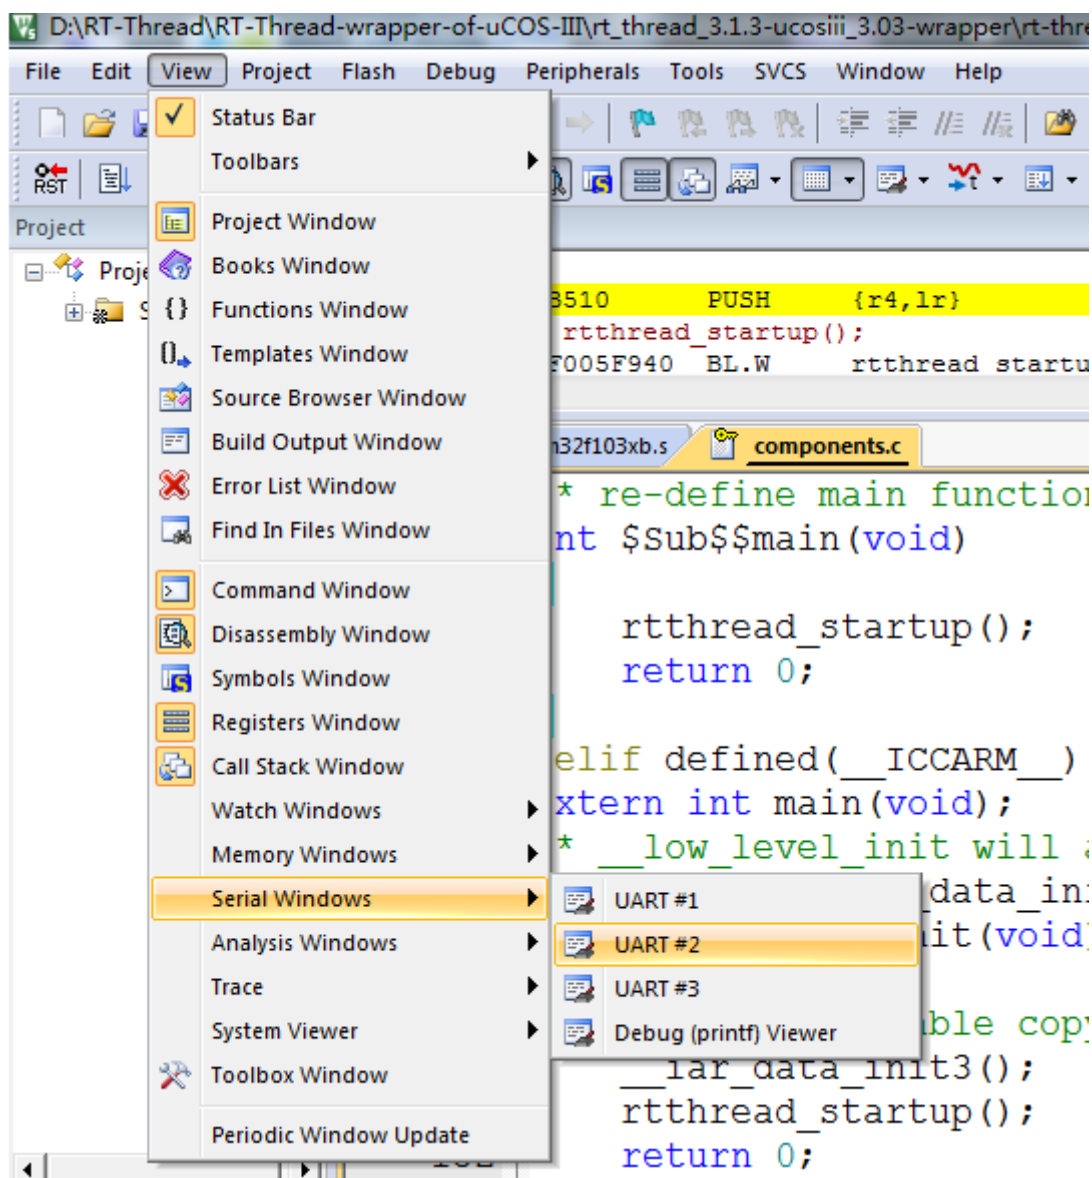 D:\RT-Thread\RT-Thread-wrapper-of-uCOS-III\rt_thread_3.1.3-ucosiii_3.03-wrapper\rt-thre
File Edit View Project Flash Debug Peripherals Tools SVCS Window Help
Status Bar
Toolbars
RST
Project
Project Window
Proje
Books Window
Functions Window
B510 PUSH {r4,lr}
rtthread_startup();
Templates Window
F005F940 BL.W rtthread startu
Source Browser Window
Build Output Window
m32f103xb.s components.c
Error List Window
* re-define main function
Find In Files Window
nt $Sub$$main(void)
Command Window
Disassembly Window
rtthread_startup();
Symbols Window
return 0;
Registers Window
Call Stack Window
elif defined(__ICCARM__)
Watch Windows
xtern int main(void);
Memory Windows
* __low_level_init will a
Serial Windows
UART #1
data_ini
Analysis Windows
UART #2
it(void)
Trace
UART #3
System Viewer
Debug (printf) Viewer
ble copy
Toolbox Window
__iar_data_init3();
rtthread_startup();
Periodic Window Update
return 0;